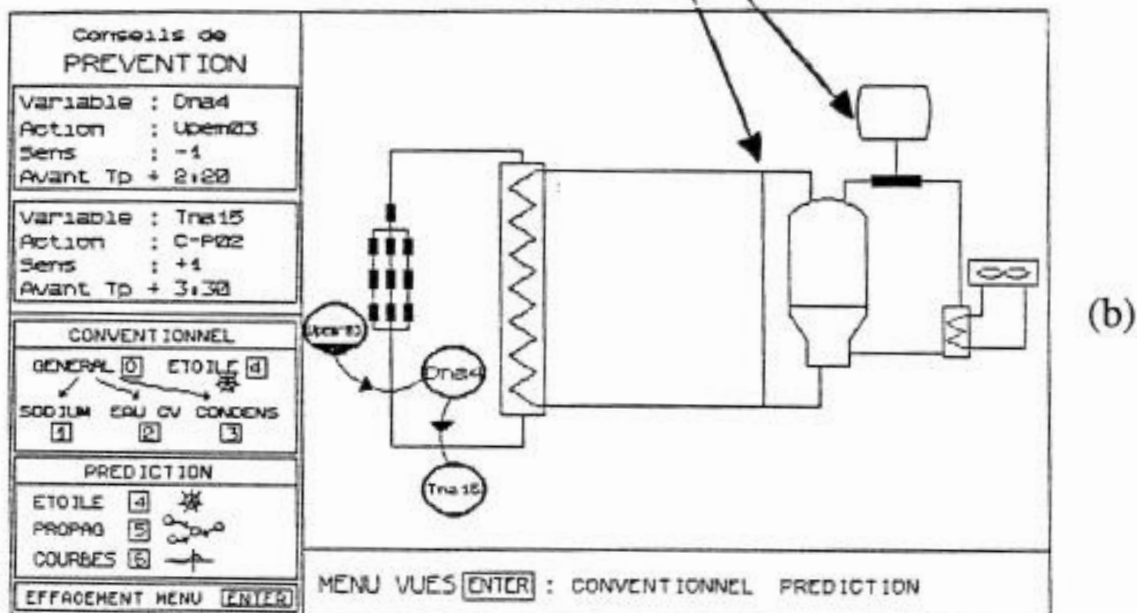 Conseils de
PREVENTION
Variable : Dna4
Action : Upem03
Sens : -1
Avant Tp + 2:20
Variable : Tna15
Action : C-P02
Sens : +1
Avant Tp + 3:30
CONVENTIONNEL
GENERAL 0 ETOILE 4
SODIUM EAU GV CONDENS
1 2 3
PREDICTION
ETOILE 4
PROPAG 5
COURBES 6
EFFACEMENT MENU ENTER
Upem03
Dna4
Tna15
MENU VUES ENTER : CONVENTIONNEL PREDICTION
(b)